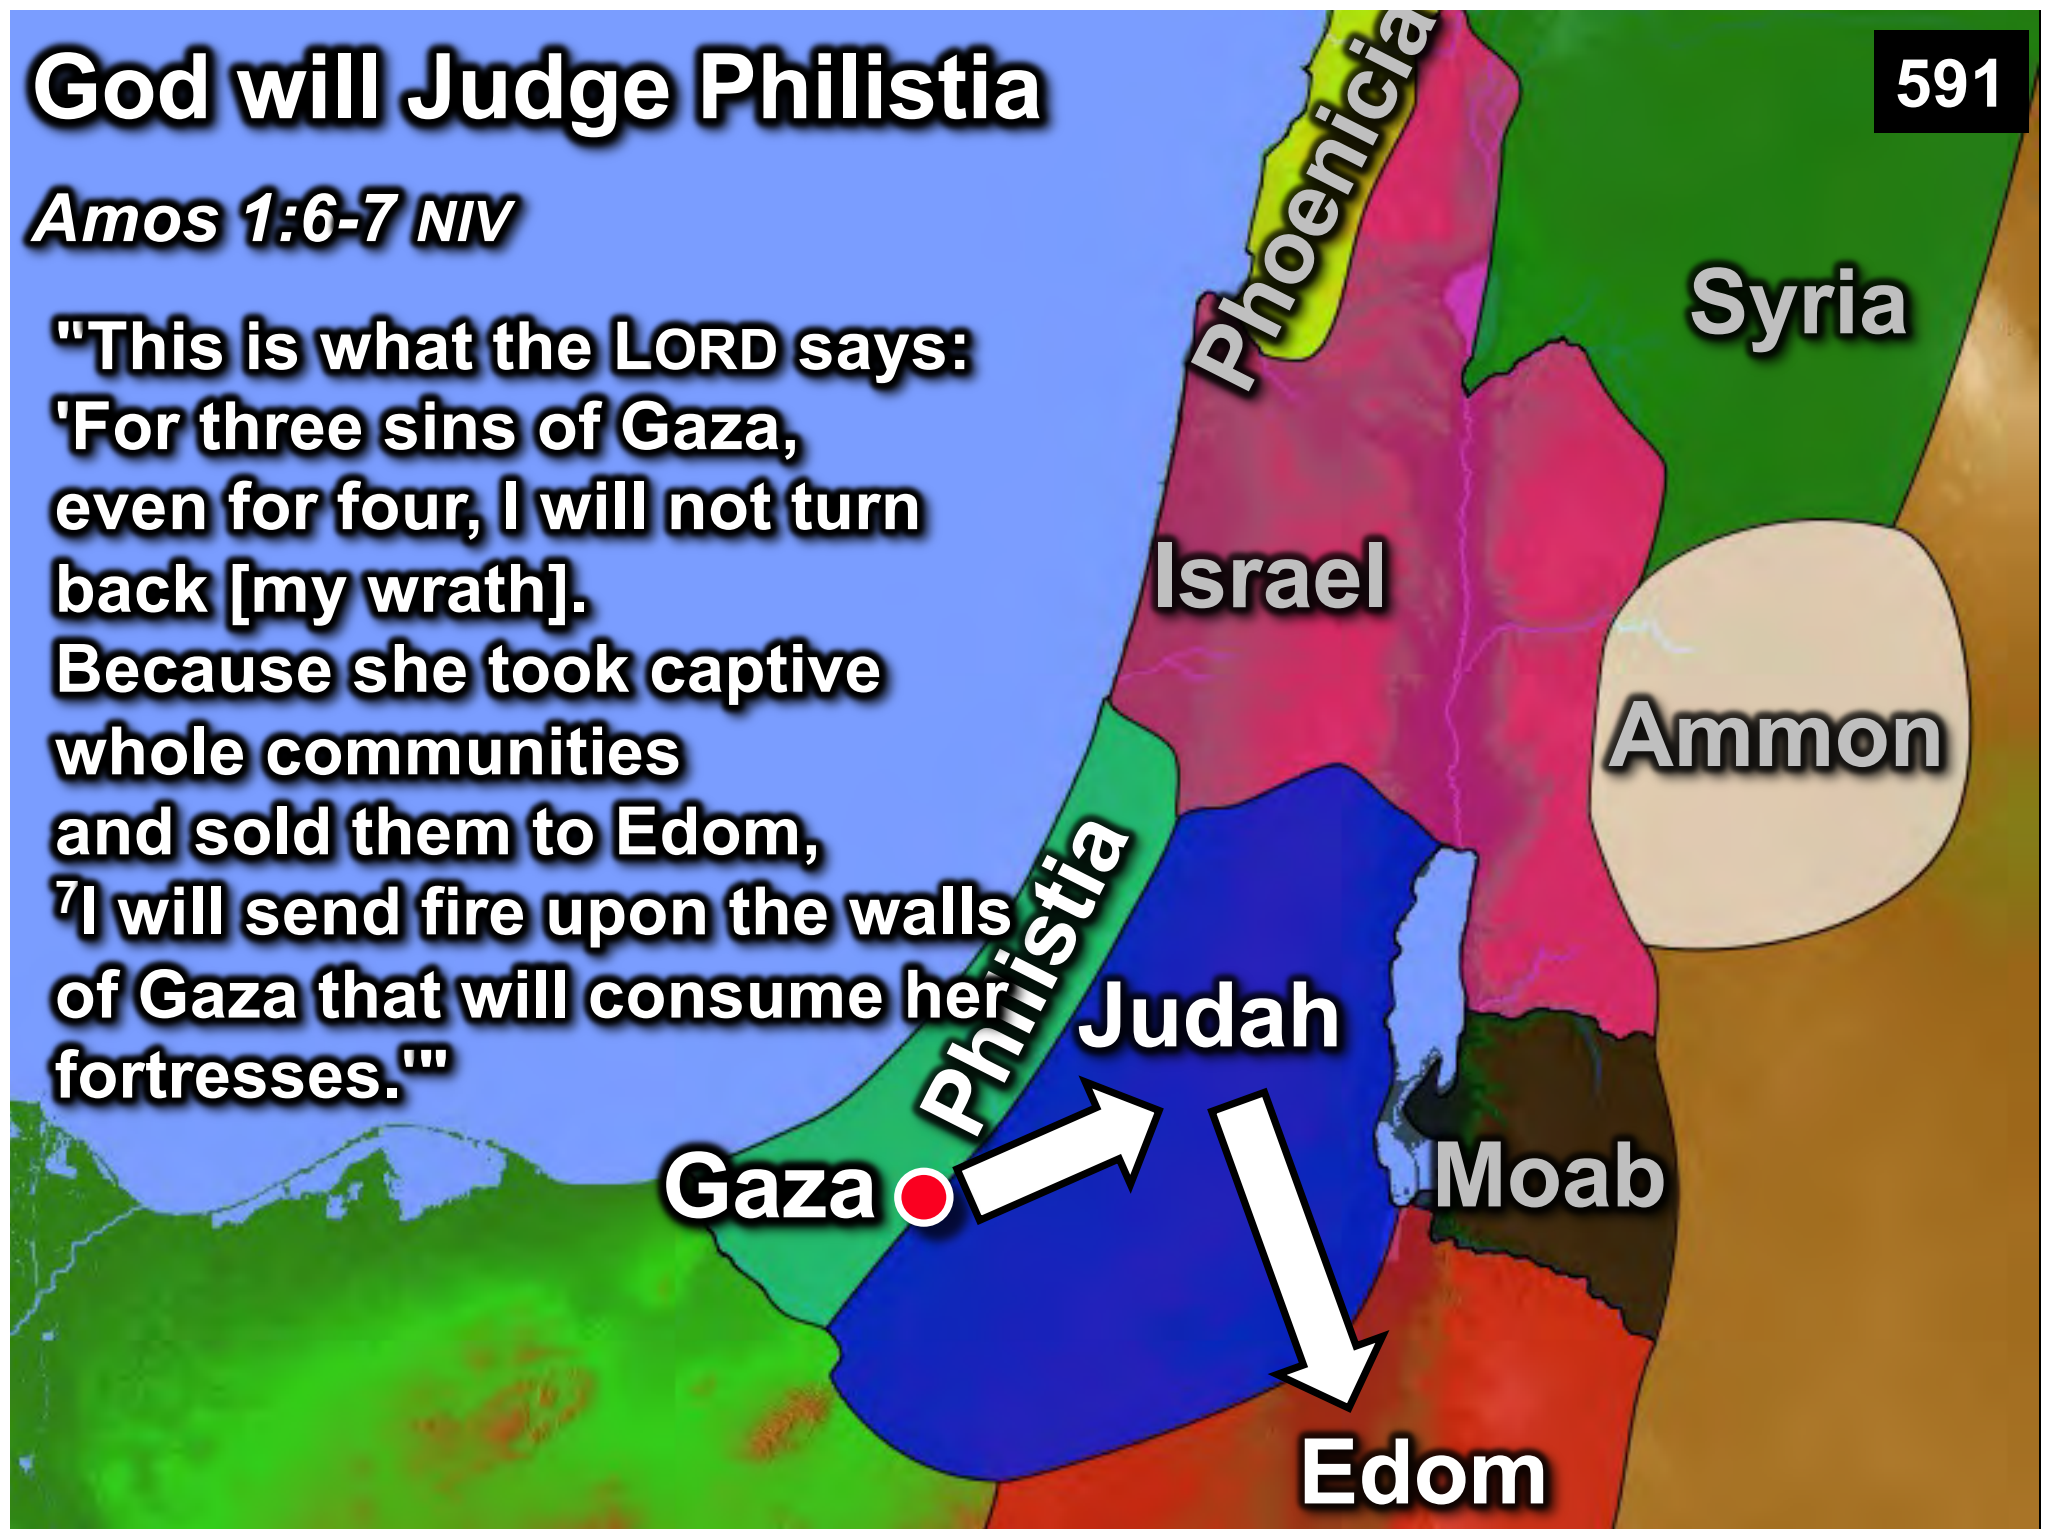 God will Judge Philistia
591
Amos 1:6-7 NIV
"This is what the LORD says:
'For three sins of Gaza,
even for four, I will not turn
back [my wrath].
Because she took captive
whole communities
and sold them to Edom,
7I will send fire upon the walls
of Gaza that will consume her
fortresses.'"
Phoenicia
Syria
Israel
Ammon
Philistia
Judah
Moab
Gaza
Edom